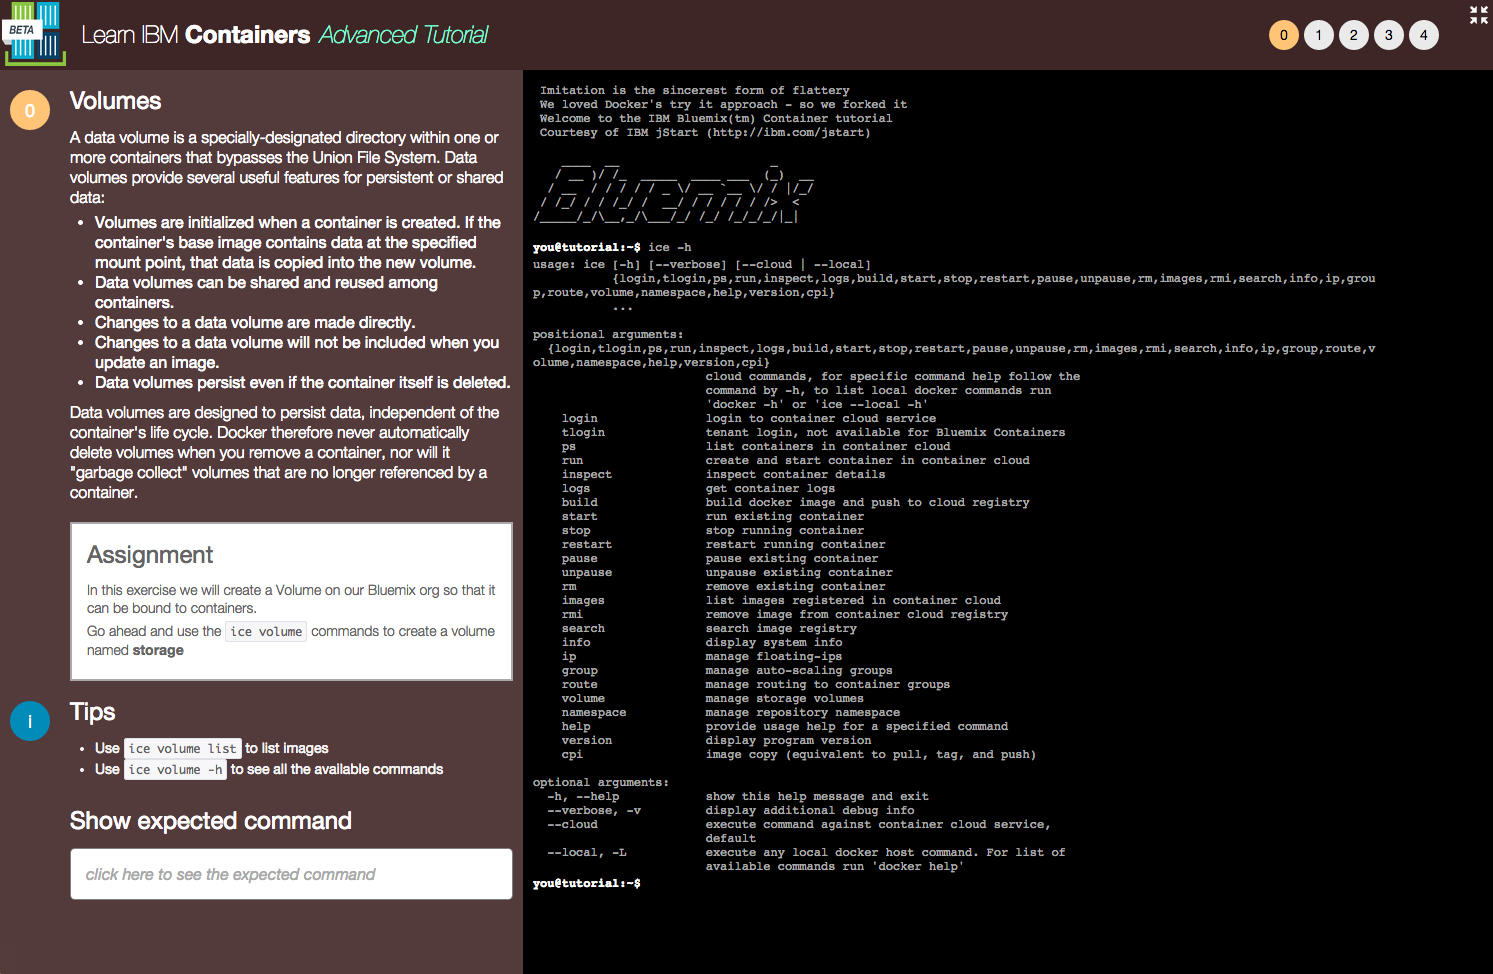 BETA
Learn IBM Containers Advanced Tutorial
0 1 2 3 4
0
Volumes
A data volume is a specially-designated directory within one or
more containers that bypasses the Union File System. Data
volumes provide several useful features for persistent or shared
data:
• Volumes are initialized when a container is created. If the
container's base image contains data at the specified
mount point, that data is copied into the new volume.
• Data volumes can be shared and reused among
containers.
• Changes to a data volume are made directly.
• Changes to a data volume will not be included when you
update an image.
• Data volumes persist even if the container itself is deleted.
Data volumes are designed to persist data, independent of the
container's life cycle. Docker therefore never automatically
delete volumes when you remove a container, nor will it
"garbage collect" volumes that are no longer referenced by a
container.
Assignment
In this exercise we will create a Volume on our Bluemix org so that it
can be bound to containers.
Go ahead and use the ice volume commands to create a volume
named storage
i
Tips
• Use ice volume list to list images
• Use ice volume -h to see all the available commands
Show expected command
click here to see the expected command
Imitation is the sincerest form of flattery
We loved Docker's try it approach - so we forked it
Welcome to the IBM Bluemix(tm) Container tutorial
Courtesy of IBM jStart (http://ibm.com/jstart)
Bluemix
you@tutorial:~$ ice -h
usage: ice [-h] [--verbose] [--cloud | --local]
{login,tlogin,ps,run,inspect,logs,build,start,stop,restart,pause,unpause,rm,images,rmi,search,info,ip,grou
p,route,volume,namespace,help,version,cpi}
...
positional arguments:
{login,tlogin,ps,run,inspect,logs,build,start,stop,restart,pause,unpause,rm,images,rmi,search,info,ip,group,route,v
olume,namespace,help,version,cpi}
cloud commands, for specific command help follow the
command by -h, to list local docker commands run
'docker -h' or 'ice --local -h'
login login to container cloud service
tlogin tenant login, not available for Bluemix Containers
ps list containers in container cloud
run create and start container in container cloud
inspect inspect container details
logs get container logs
build build docker image and push to cloud registry
start run existing container
stop stop running container
restart restart running container
pause pause existing container
unpause unpause existing container
rm remove existing container
images list images registered in container cloud
rmi remove image from container cloud registry
search search image registry
info display system info
ip manage floating-ips
group manage auto-scaling groups
route manage routing to container groups
volume manage storage volumes
namespace manage repository namespace
help provide usage help for a specified command
version display program version
cpi image copy (equivalent to pull, tag, and push)
optional arguments:
-h, --help show this help message and exit
--verbose, -v display additional debug info
--cloud execute command against container cloud service,
default
--local, -L execute any local docker host command. For list of
available commands run 'docker help'
you@tutorial:~$